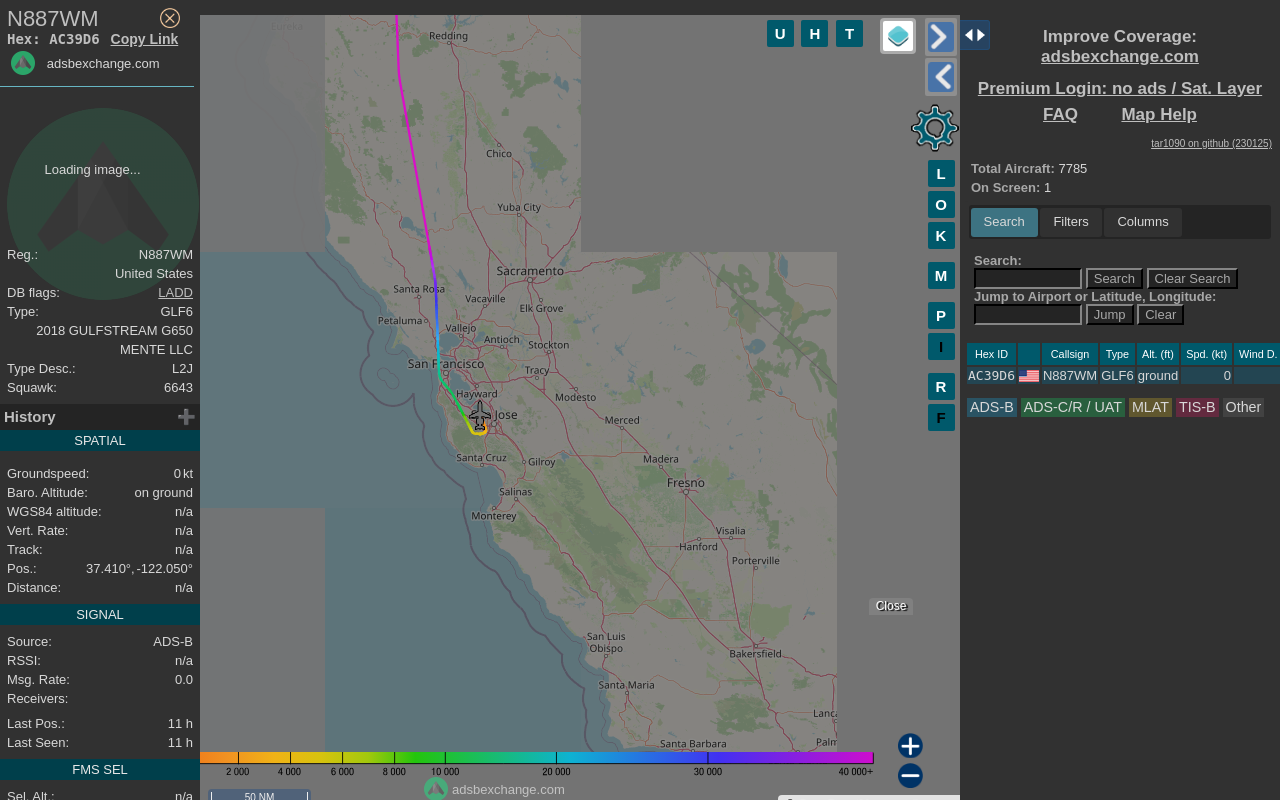 N887WM
Hex: AC39D6 Copy Link
adsbexchange.com
Loading image...
Reg.: N887WM
United States
DB flags: LADD
Type: GLF6
2018 GULFSTREAM G650
MENTE LLC
Type Desc.: L2J
Squawk: 6643
History
SPATIAL
Groundspeed: 0 kt
Baro. Altitude: on ground
WGS84 altitude: n/a
Vert. Rate: n/a
Track: n/a
Pos.: 37.410°, -122.050°
Distance: n/a
SIGNAL
Source: ADS-B
RSSI: n/a
Msg. Rate: 0.0
Receivers:
Last Pos.: 11 h
Last Seen: 11 h
FMS SEL
Sel. Alt.: n/a
Eureka
Redding
Chico
Yuba City
Sacramento
Santa Rosa
Vacaville
Elk Grove
Petaluma
Vallejo
Antioch
Stockton
San Francisco
Tracy
Hayward
Modesto
Jose
Merced
Santa Cruz
Gilroy
Madera
Fresno
Salinas
Monterey
Visalia
Hanford
Porterville
San Luis
Obispo
Bakersfield
Santa Maria
Lanca
Santa Barbara
Palm
U H T
L
O
K
M
P
I
R
F
Close
2 000 4 000 6 000 8 000 10 000 20 000 30 000 40 000+
50 NM
adsbexchange.com
Improve Coverage:
adsbexchange.com
Premium Login: no ads / Sat. Layer
FAQ Map Help
tar1090 on github (230125)
Total Aircraft: 7785
On Screen: 1
Search Filters Columns
Search:
Search Clear Search
Jump to Airport or Latitude, Longitude:
Jump Clear
Hex ID Callsign Type Alt. (ft) Spd. (kt) Wind D.
AC39D6 N887WM GLF6 ground 0
ADS-B ADS-C/R / UAT MLAT TIS-B Other